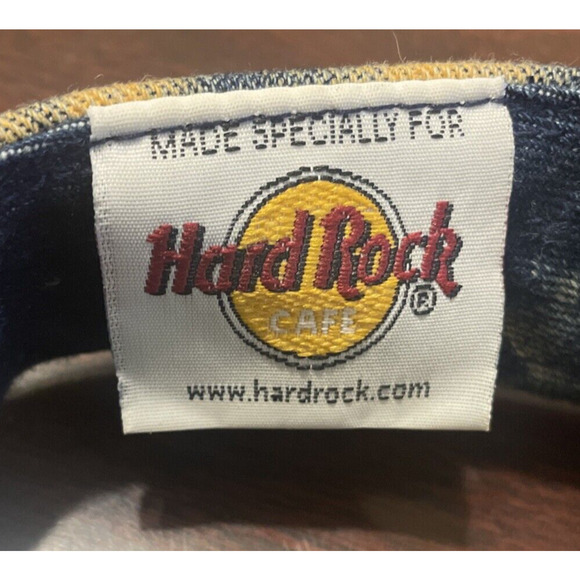 MADE SPECIALLY FOR
Hard Rock
CAFE
®
www.hardrock.com